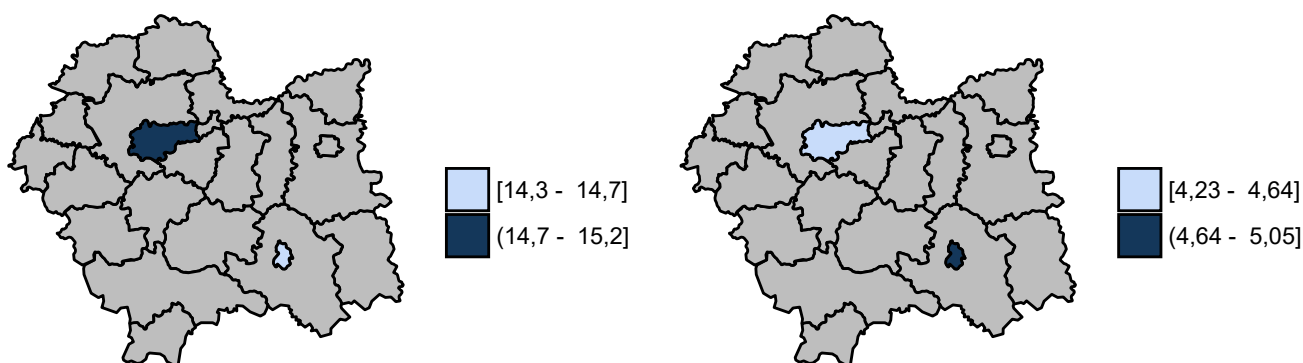 [14,3 - 14,7]
(14,7 - 15,2]
[4,23 - 4,64]
(4,64 - 5,05]